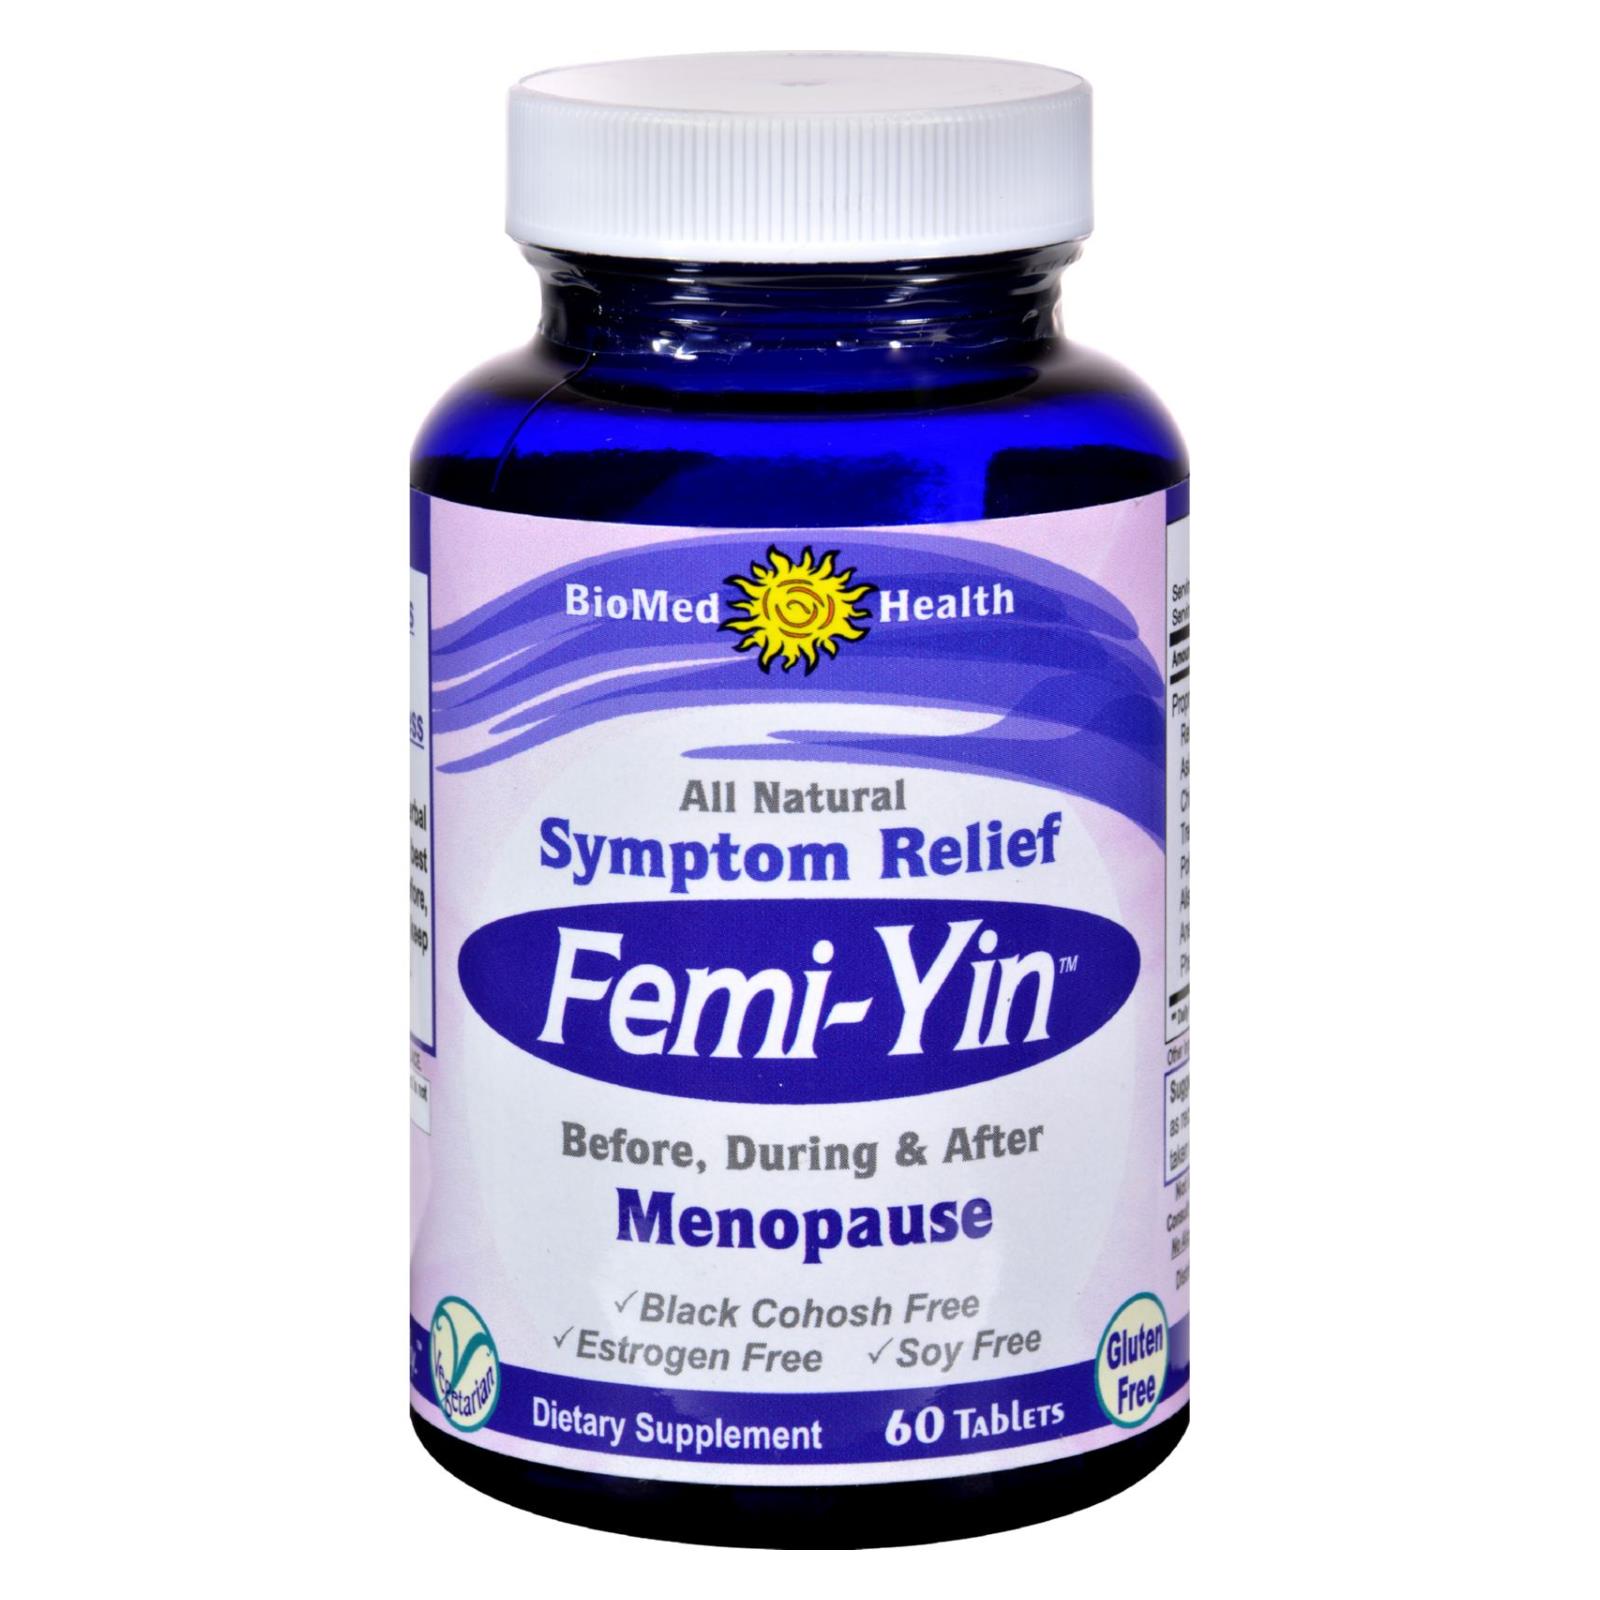 BioMed Health
All Natural
Symptom Relief
Femi-Yin™
Before, During & After
Menopause
✓Black Cohosh Free
✓Estrogen Free ✓Soy Free
Vegetarian
Gluten
Free
Dietary Supplement 60 TABLETS